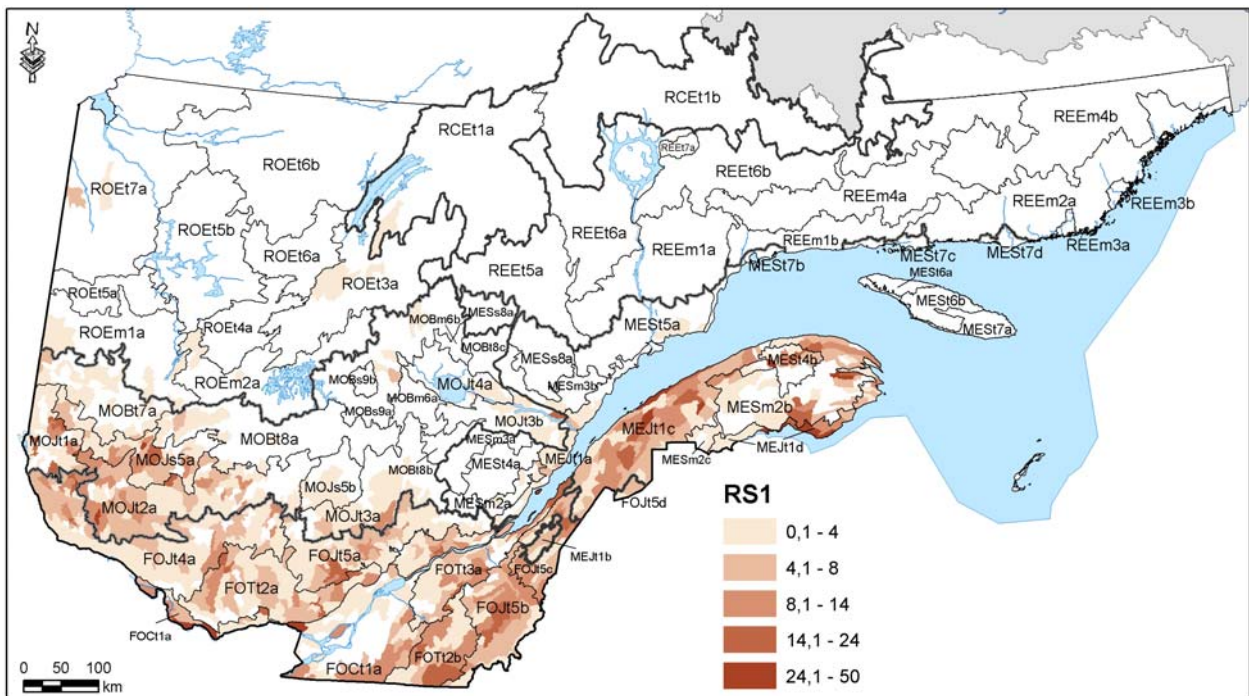 N
RCEt1b
RCEt1a
REEm4b
REEt7a
ROEt6b
REEt6b
ROEt7a
REEm4a
REEm2a
REEm3b
ROEt5b
REEt6a
REEm1a
REEm1b
REEm3a
ROEt6a
MESt7b
MESt7c
MESt7d
REEt5a
MESt6a
ROEt3a
ROEt5a
MESt6b
MOBm6b
MESs8a
ROEm1a
ROEt4a
MESt5a
MESt7a
MOBt8c
MESs8a
MESt4b
ROEm2a
MOBs9b
MOJt4a
MESm3b
MOBm6a
MESm2b
MOBt7a
MOBs9a
MOJt3b
MEJt1c
MOJt1a
MOBt8a
MESm3a
MEJt1d
MOJs5a
MESt4a
MEJt1a
MESm2c
MOBt8b
MOJs5b
RS1
MOJt2a
MESm2a
FOJt5d
MOJt3a
0,1 - 4
FOJt4a
FOJt5a
MEJt1b
4,1 - 8
FOTt2a
FOTt3a
FOJt5c
8,1 - 14
FOJt5b
FOCt1a
14,1 - 24
FOTt2b
FOCt1a
24,1 - 50
0 50 100
km